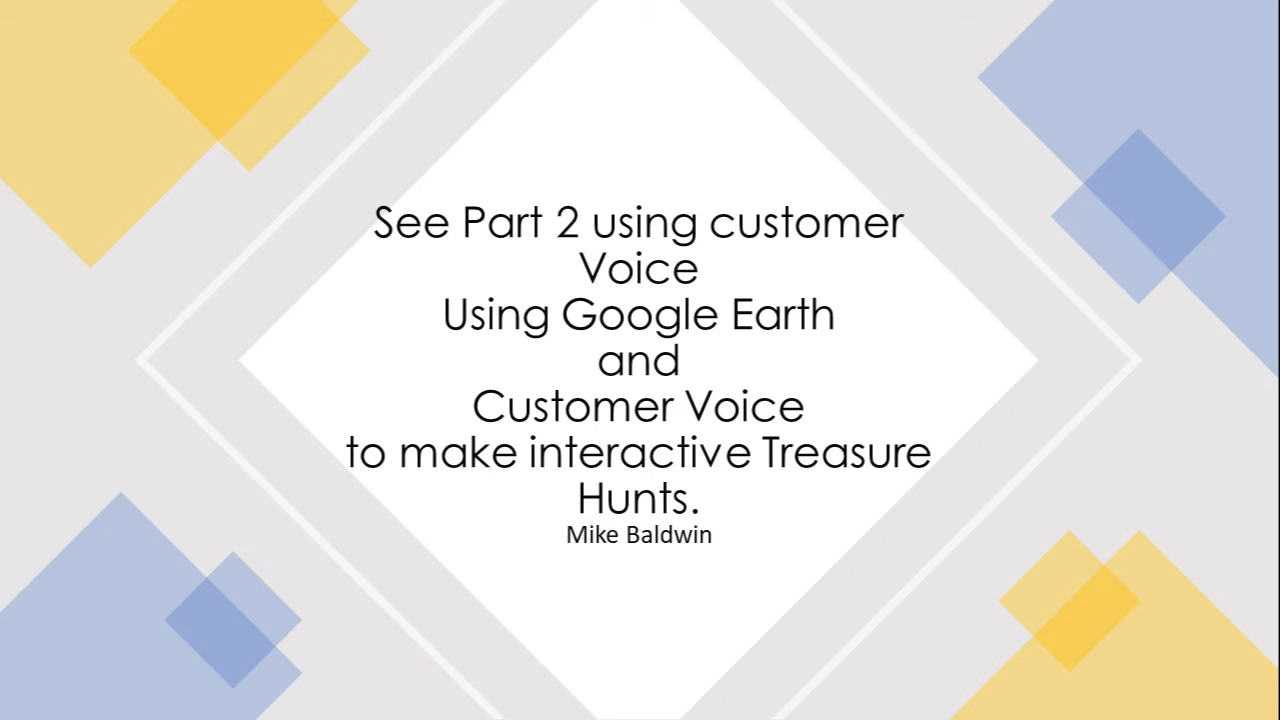 See Part 2 using customer
Voice
Using Google Earth
and
Customer Voice
to make interactive Treasure
Hunts.
Mike Baldwin